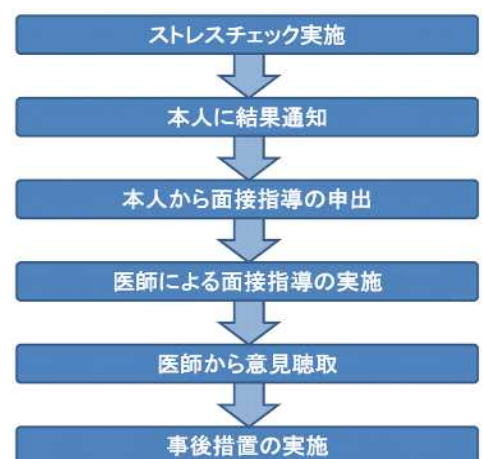 ストレスチェック実施
本人に結果通知
本人から面接指導の申出
医師による面接指導の実施
医師から意見聴取
事後措置の実施